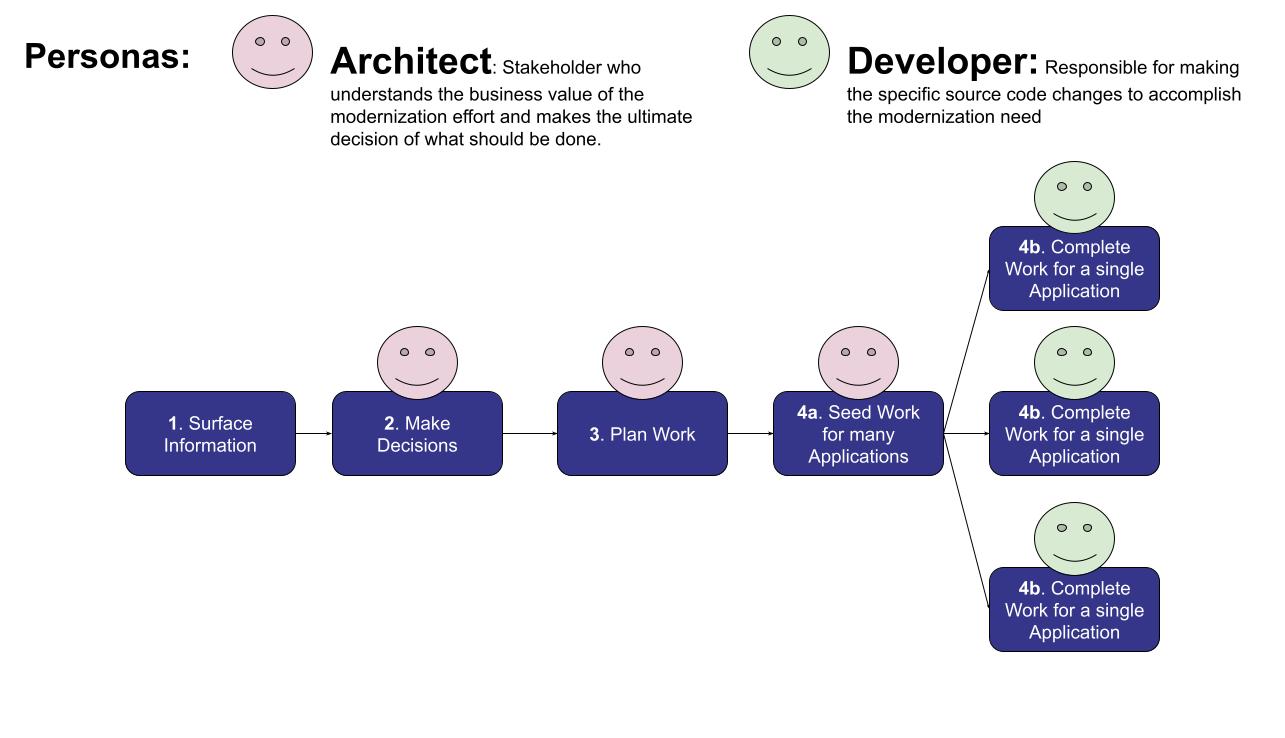 Personas:
Architect: Stakeholder who
understands the business value of the
modernization effort and makes the ultimate
decision of what should be done.
Developer: Responsible for making
the specific source code changes to accomplish
the modernization need
1. Surface
Information
2. Make
Decisions
3. Plan Work
4a. Seed Work
for many
Applications
4b. Complete
Work for a single
Application
4b. Complete
Work for a single
Application
4b. Complete
Work for a single
Application